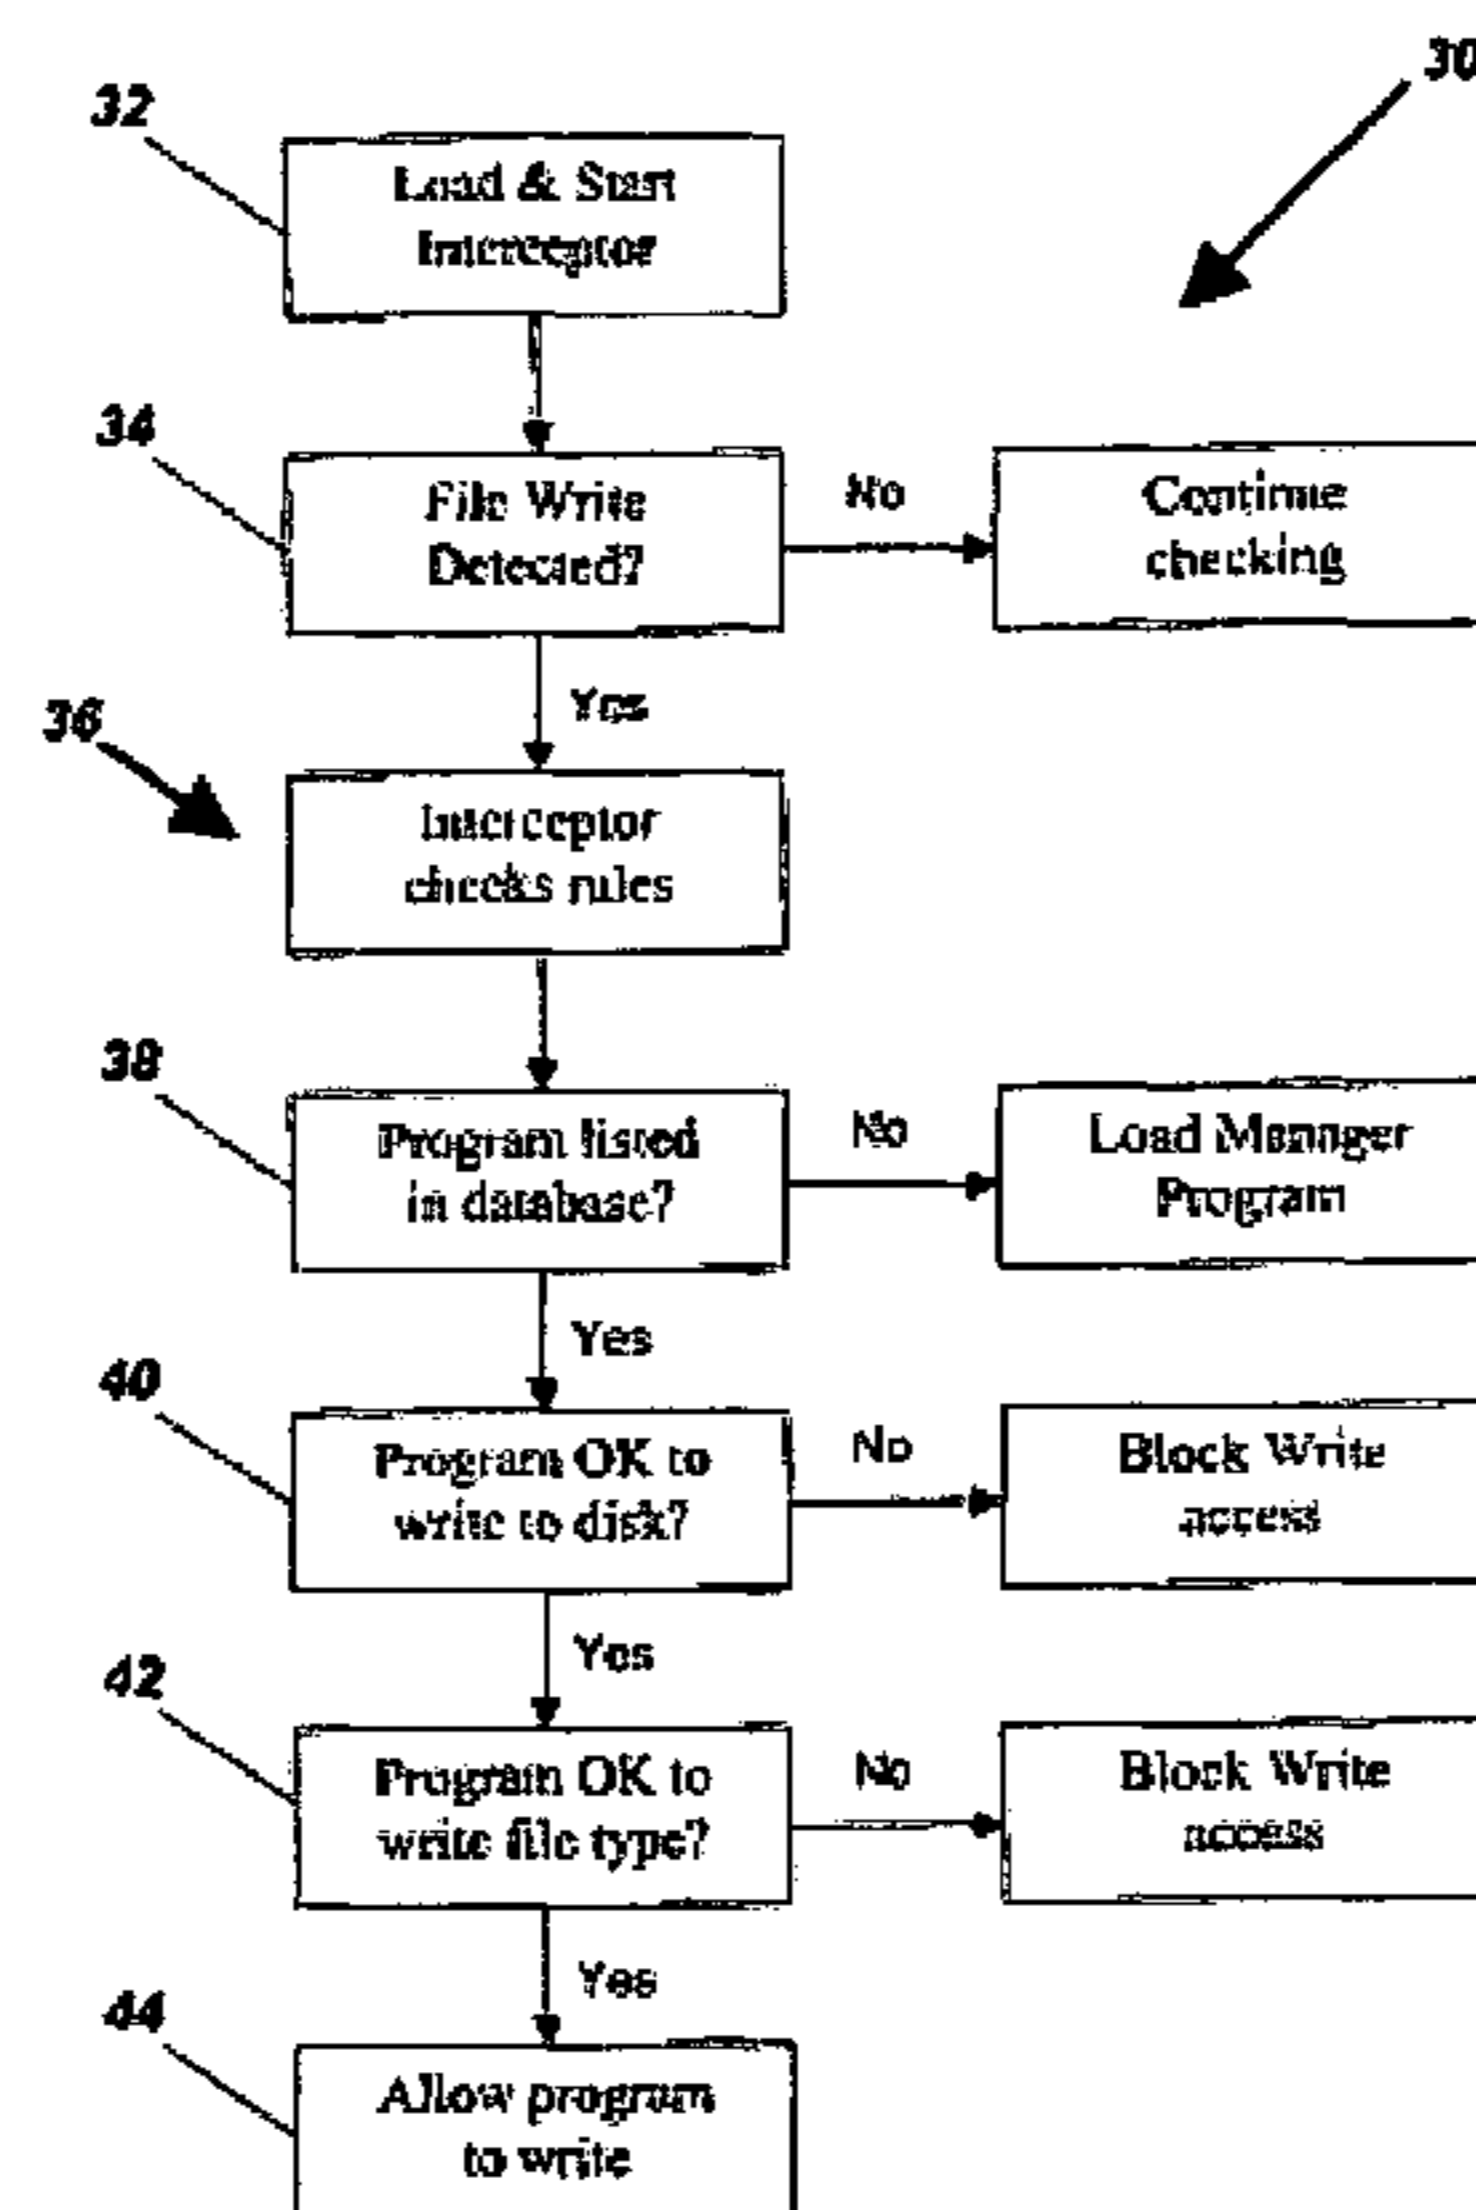 30
32
Load & Start
Interceptor
34
File Write
Detected?
No
Continue
checking
Yes
36
Interceptor
checks rules
38
Program listed
in database?
No
Load Manager
Program
Yes
40
Program OK to
write to disk?
No
Block Write
access
Yes
42
Program OK to
write file type?
No
Block Write
access
Yes
44
Allow program
to write